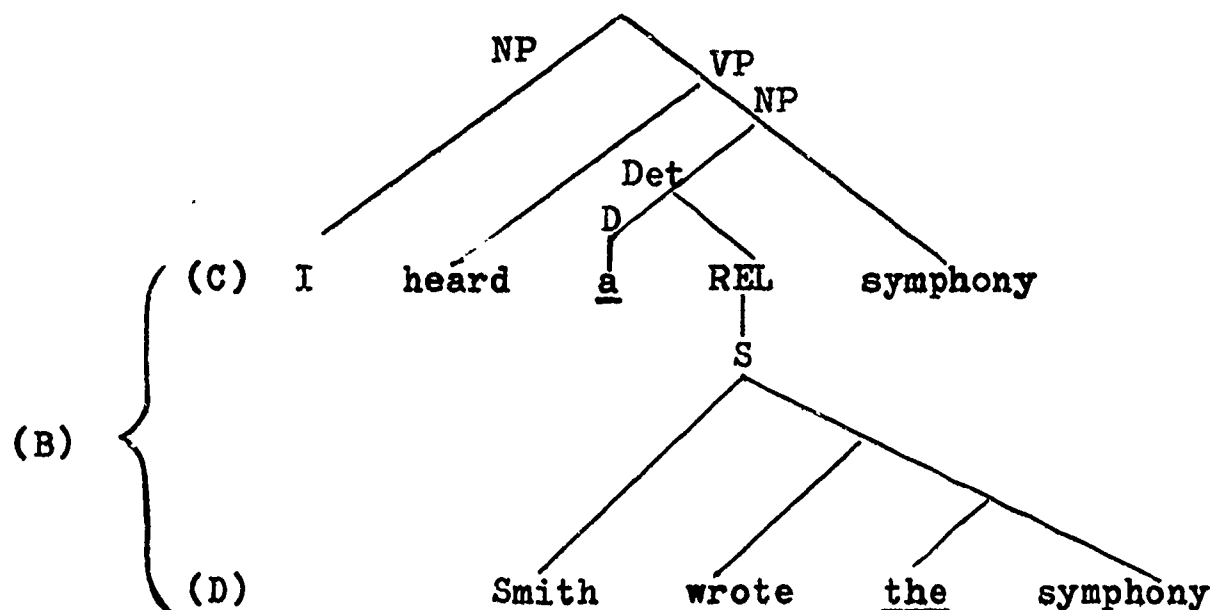 NP
VP
NP
Det
D
(C) I heard a REL symphony
S
(B)
(D) Smith wrote the symphony